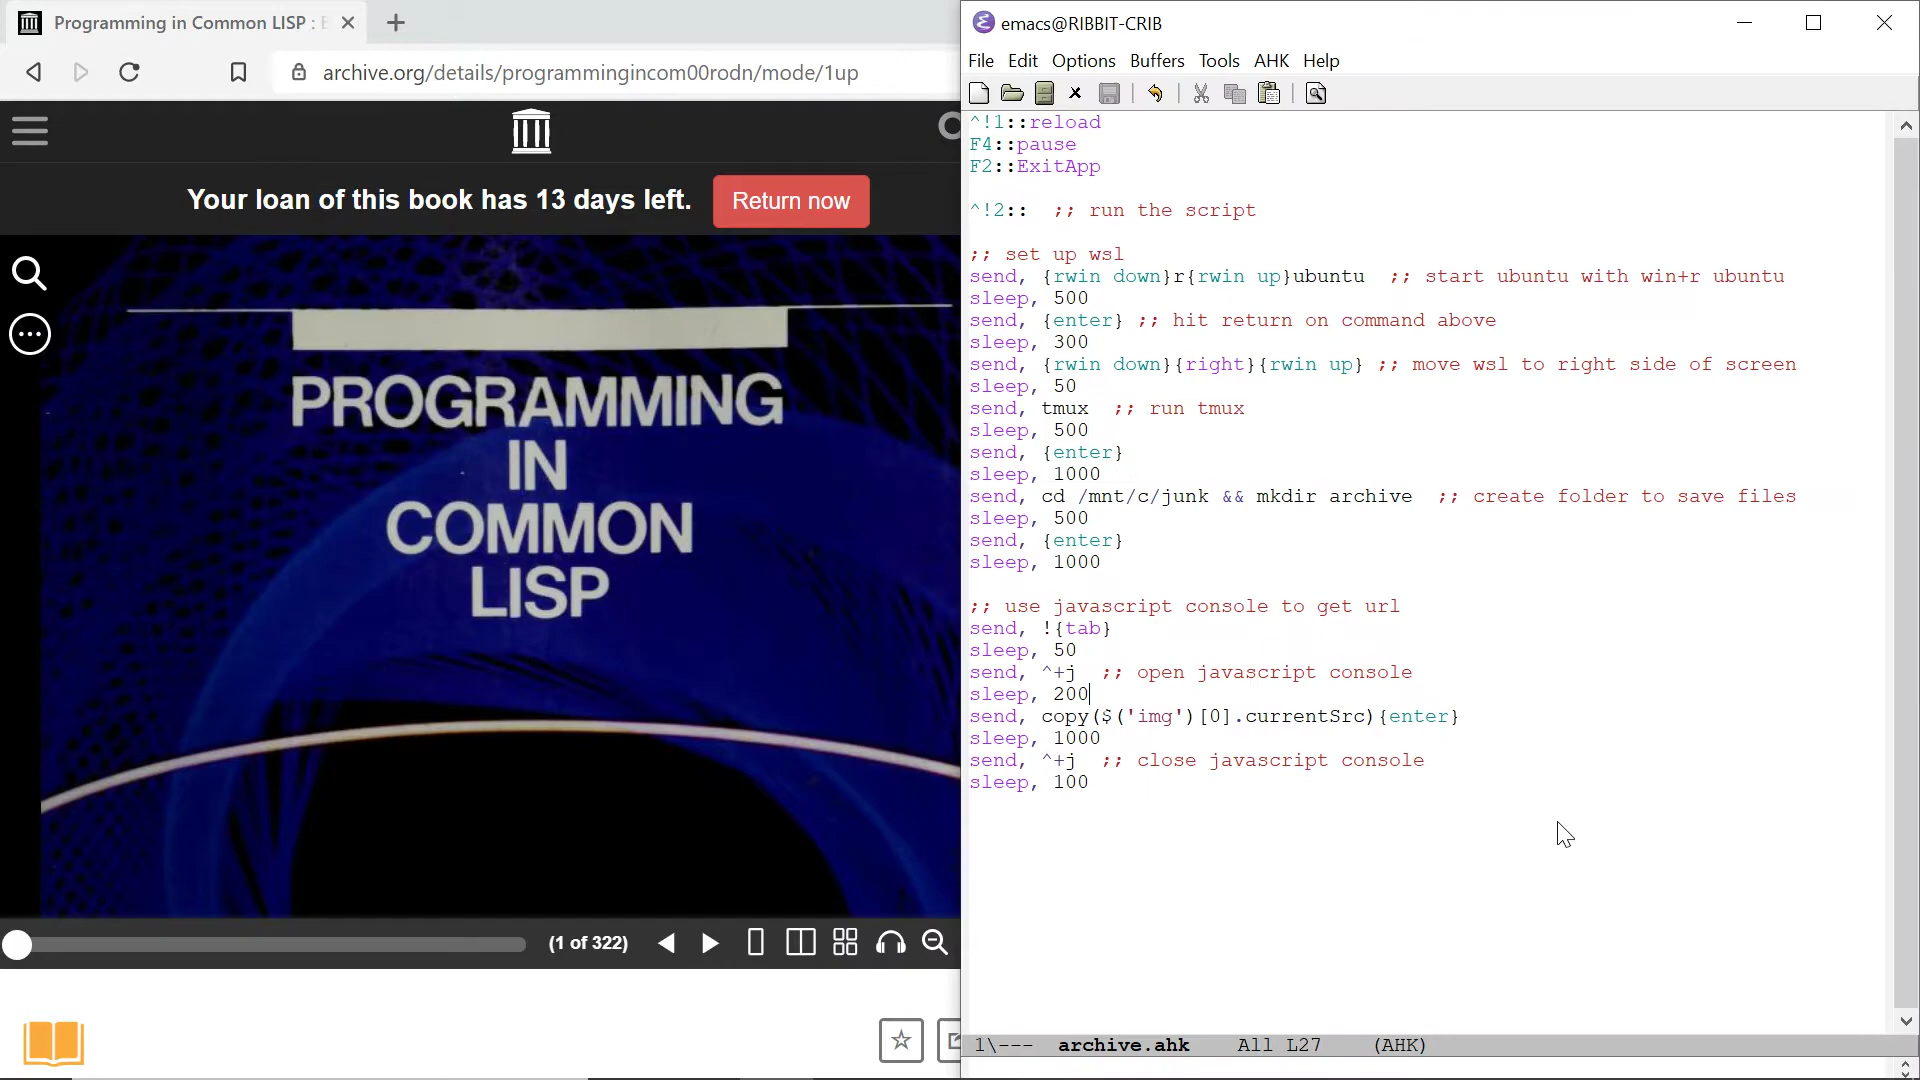 Programming in Common LISP : E
archive.org/details/programmingincom00rodn/mode/1up
Your loan of this book has 13 days left.
Return now
PROGRAMMING
IN
COMMON
LISP
(1 of 322)
emacs@RIBBIT-CRIB
File Edit Options Buffers Tools AHK Help
^!1::reload
F4::pause
F2::ExitApp
^!2::  ;; run the script
;; set up wsl
send, {rwin down}r{rwin up}ubuntu  ;; start ubuntu with win+r ubuntu
sleep, 500
send, {enter} ;; hit return on command above
sleep, 300
send, {rwin down}{right}{rwin up} ;; move wsl to right side of screen
sleep, 50
send, tmux  ;; run tmux
sleep, 500
send, {enter}
sleep, 1000
send, cd /mnt/c/junk && mkdir archive  ;; create folder to save files
sleep, 500
send, {enter}
sleep, 1000
;; use javascript console to get url
send, !{tab}
sleep, 50
send, ^+j  ;; open javascript console
sleep, 200
send, copy($('img')[0].currentSrc){enter}
sleep, 1000
send, ^+j  ;; close javascript console
sleep, 100
1\---  archive.ahk    All L27    (AHK)